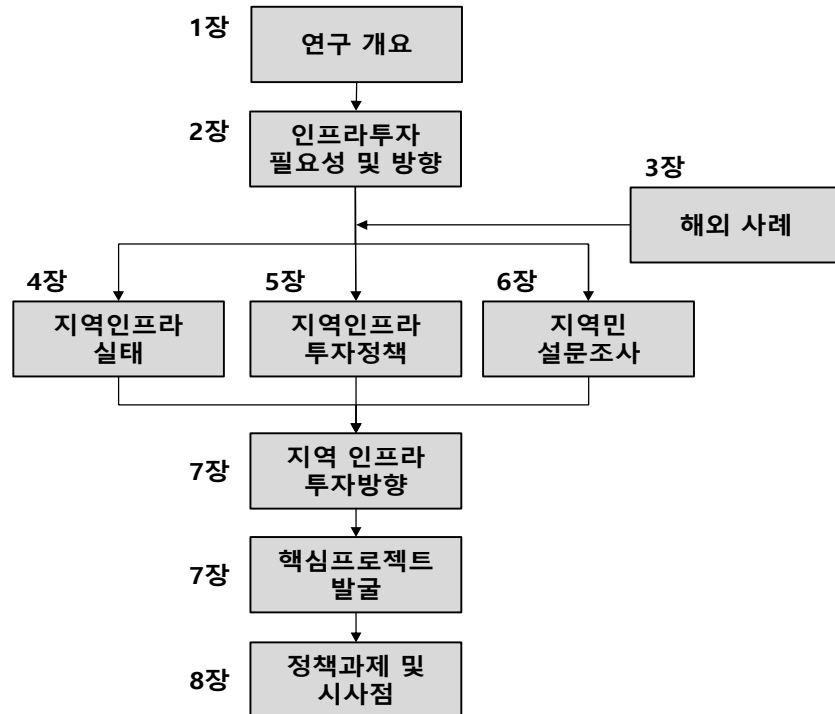 1장
연구 개요
2장
인프라투자
필요성 및 방향
3장
해외 사례
4장
지역인프라
실태
5장
지역인프라
투자정책
6장
지역민
설문조사
7장
지역 인프라
투자방향
7장
핵심프로젝트
발굴
8장
정책과제 및
시사점